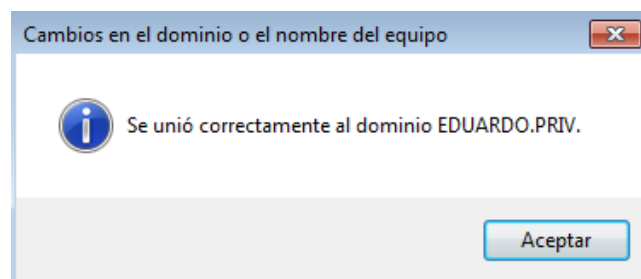 Cambios en el dominio o el nombre del equipo
Se unió correctamente al dominio EDUARDO.PRIV.
Aceptar